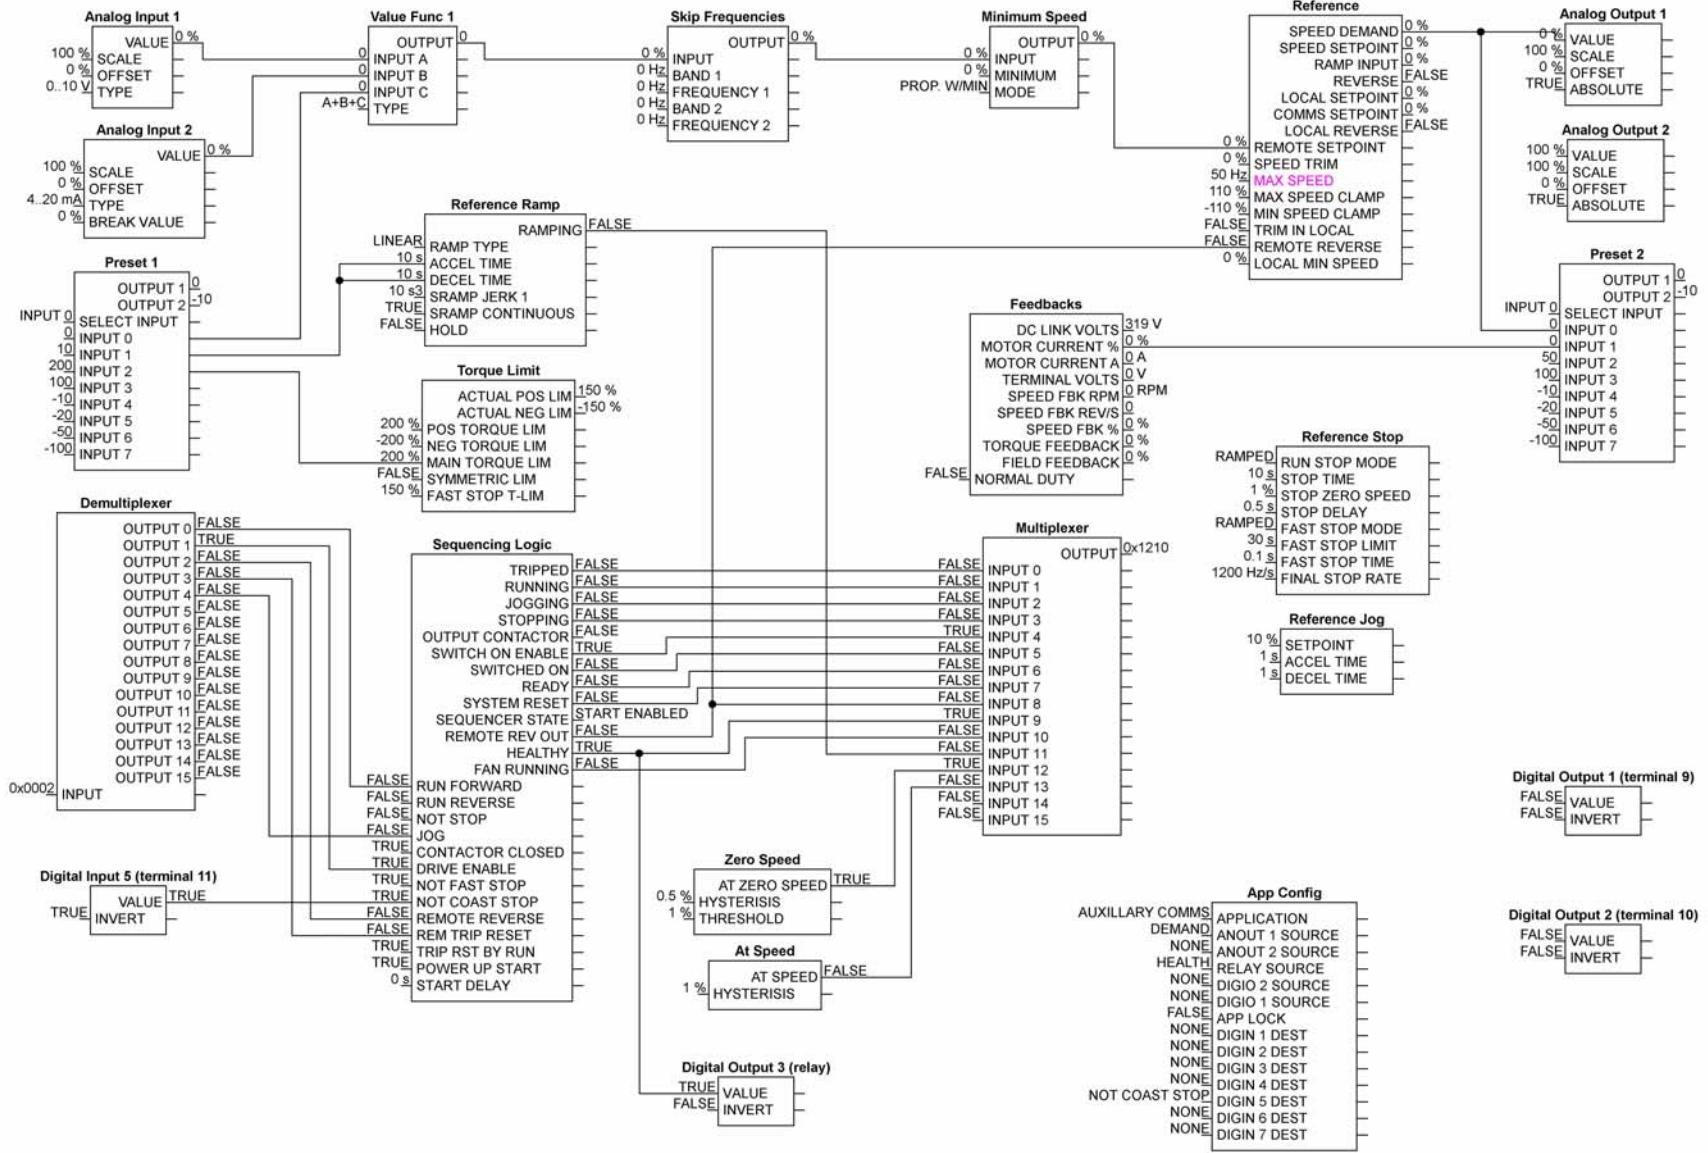 Analog Input 1
VALUE 0 %
100 % SCALE
0 % OFFSET
0..10 V TYPE
Analog Input 2
VALUE 0 %
100 % SCALE
0 % OFFSET
4..20 mA TYPE
0 % BREAK VALUE
Preset 1
OUTPUT 1 0
OUTPUT 2 -10
INPUT 0 SELECT INPUT
0 INPUT 0
10 INPUT 1
200 INPUT 2
100 INPUT 3
-10 INPUT 4
-20 INPUT 5
-50 INPUT 6
-100 INPUT 7
Demultiplexer
OUTPUT 0 FALSE
OUTPUT 1 TRUE
OUTPUT 2 FALSE
OUTPUT 3 FALSE
OUTPUT 4 FALSE
OUTPUT 5 FALSE
OUTPUT 6 FALSE
OUTPUT 7 FALSE
OUTPUT 8 FALSE
OUTPUT 9 FALSE
OUTPUT 10 FALSE
OUTPUT 11 FALSE
OUTPUT 12 FALSE
OUTPUT 13 FALSE
OUTPUT 14 FALSE
OUTPUT 15 FALSE
0x0002 INPUT
Digital Input 5 (terminal 11)
VALUE TRUE
TRUE INVERT
Value Func 1
OUTPUT 0
0 INPUT A
0 INPUT B
0 INPUT C
A+B+C TYPE
Reference Ramp
RAMPING FALSE
LINEAR RAMP TYPE
10 s ACCEL TIME
10 s DECEL TIME
10 s3 SRAMP JERK 1
TRUE SRAMP CONTINUOUS
FALSE HOLD
Torque Limit
ACTUAL POS LIM 150 %
ACTUAL NEG LIM -150 %
200 % POS TORQUE LIM
-200 % NEG TORQUE LIM
200 % MAIN TORQUE LIM
FALSE SYMMETRIC LIM
150 % FAST STOP T-LIM
Sequencing Logic
TRIPPED FALSE
RUNNING FALSE
JOGGING FALSE
STOPPING FALSE
OUTPUT CONTACTOR FALSE
SWITCH ON ENABLE TRUE
SWITCHED ON FALSE
READY FALSE
SYSTEM RESET FALSE
SEQUENCER STATE START ENABLED
REMOTE REV OUT FALSE
HEALTHY TRUE
FAN RUNNING FALSE
FALSE RUN FORWARD
FALSE RUN REVERSE
FALSE NOT STOP
FALSE JOG
TRUE CONTACTOR CLOSED
TRUE DRIVE ENABLE
TRUE NOT FAST STOP
TRUE NOT COAST STOP
FALSE REMOTE REVERSE
FALSE REM TRIP RESET
TRUE TRIP RST BY RUN
TRUE POWER UP START
0 s START DELAY
Skip Frequencies
OUTPUT 0 %
0 % INPUT
0 Hz BAND 1
0 Hz FREQUENCY 1
0 Hz BAND 2
0 Hz FREQUENCY 2
Zero Speed
AT ZERO SPEED TRUE
0.5 % HYSTERISIS
1 % THRESHOLD
At Speed
AT SPEED FALSE
1 % HYSTERISIS
Digital Output 3 (relay)
TRUE VALUE
FALSE INVERT
Minimum Speed
OUTPUT 0 %
0 % INPUT
0 % MINIMUM
PROP. W/MIN MODE
Feedbacks
DC LINK VOLTS 319 V
MOTOR CURRENT % 0 %
MOTOR CURRENT A 0 A
TERMINAL VOLTS 0 V
SPEED FBK RPM 0 RPM
SPEED FBK REV/S 0
SPEED FBK % 0 %
TORQUE FEEDBACK 0 %
FIELD FEEDBACK 0 %
FALSE NORMAL DUTY
Multiplexer
OUTPUT 0x1210
FALSE INPUT 0
FALSE INPUT 1
FALSE INPUT 2
FALSE INPUT 3
TRUE INPUT 4
FALSE INPUT 5
FALSE INPUT 6
FALSE INPUT 7
FALSE INPUT 8
TRUE INPUT 9
FALSE INPUT 10
FALSE INPUT 11
TRUE INPUT 12
FALSE INPUT 13
FALSE INPUT 14
FALSE INPUT 15
Reference
SPEED DEMAND 0 %
SPEED SETPOINT 0 %
RAMP INPUT 0 %
REVERSE FALSE
LOCAL SETPOINT 0 %
COMMS SETPOINT 0 %
LOCAL REVERSE FALSE
0 % REMOTE SETPOINT
0 % SPEED TRIM
50 Hz MAX SPEED
110 % MAX SPEED CLAMP
-110 % MIN SPEED CLAMP
FALSE TRIM IN LOCAL
FALSE REMOTE REVERSE
0 % LOCAL MIN SPEED
Reference Stop
RAMPED RUN STOP MODE
10 s STOP TIME
1 % STOP ZERO SPEED
0.5 s STOP DELAY
RAMPED FAST STOP MODE
30 s FAST STOP LIMIT
0.1 s FAST STOP TIME
1200 Hz/s FINAL STOP RATE
Reference Jog
10 % SETPOINT
1 s ACCEL TIME
1 s DECEL TIME
App Config
AUXILLARY COMMS APPLICATION
DEMAND ANOUT 1 SOURCE
NONE ANOUT 2 SOURCE
HEALTH RELAY SOURCE
NONE DIGIO 2 SOURCE
NONE DIGIO 1 SOURCE
FALSE APP LOCK
NONE DIGIN 1 DEST
NONE DIGIN 2 DEST
NONE DIGIN 3 DEST
NONE DIGIN 4 DEST
NOT COAST STOP DIGIN 5 DEST
NONE DIGIN 6 DEST
NONE DIGIN 7 DEST
Analog Output 1
0 % VALUE
100 % SCALE
0 % OFFSET
TRUE ABSOLUTE
Analog Output 2
100 % VALUE
100 % SCALE
0 % OFFSET
TRUE ABSOLUTE
Preset 2
OUTPUT 1 0
OUTPUT 2 -10
INPUT 0 SELECT INPUT
0 INPUT 0
0 INPUT 1
50 INPUT 2
100 INPUT 3
-10 INPUT 4
-20 INPUT 5
-50 INPUT 6
-100 INPUT 7
Digital Output 1 (terminal 9)
FALSE VALUE
FALSE INVERT
Digital Output 2 (terminal 10)
FALSE VALUE
FALSE INVERT